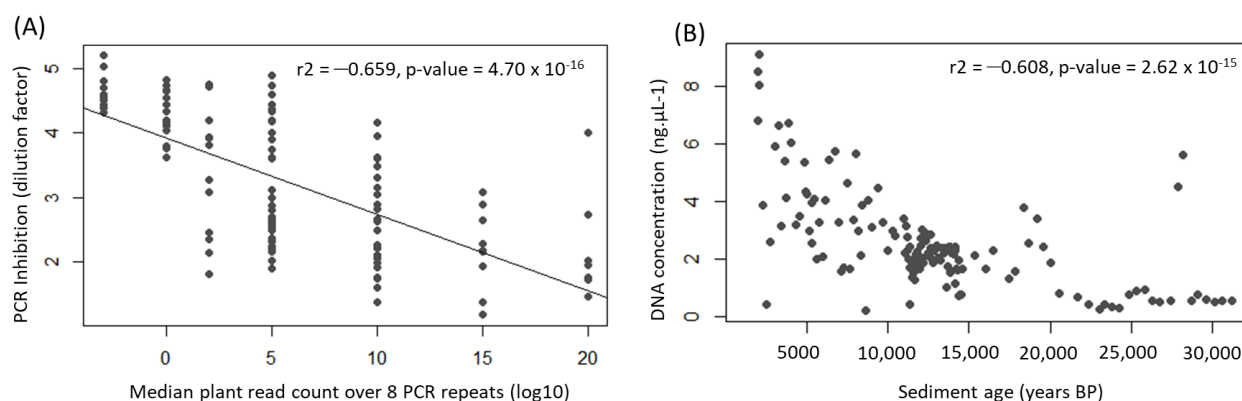 (A)
r2 = —0.659, p-value = 4.70 x 10-16
PCR Inhibition (dilution factor)
5
4
3
2
0
5
10
15
20
Median plant read count over 8 PCR repeats (log10)
(B)
r2 = —0.608, p-value = 2.62 x 10-15
DNA concentration (ng.µL-1)
8
6
4
2
0
5000
10,000
15,000
20,000
25,000
30,000
Sediment age (years BP)